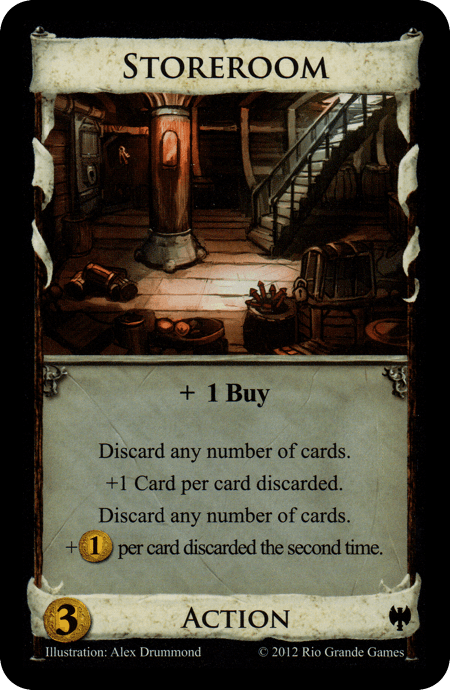 STOREROOM
+ 1 Buy
Discard any number of cards.
+1 Card per card discarded.
Discard any number of cards.
+1 per card discarded the second time.
3 ACTION
Illustration: Alex Drummond © 2012 Rio Grande Games